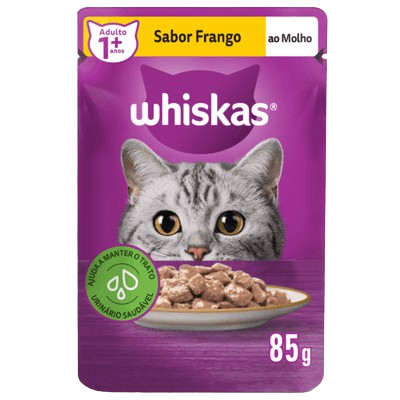 Adulto
1+
anos
Sabor Frango
ao Molho
whiskas®
AJUDA A MANTER O TRATO
URINÁRIO SAUDÁVEL
85g